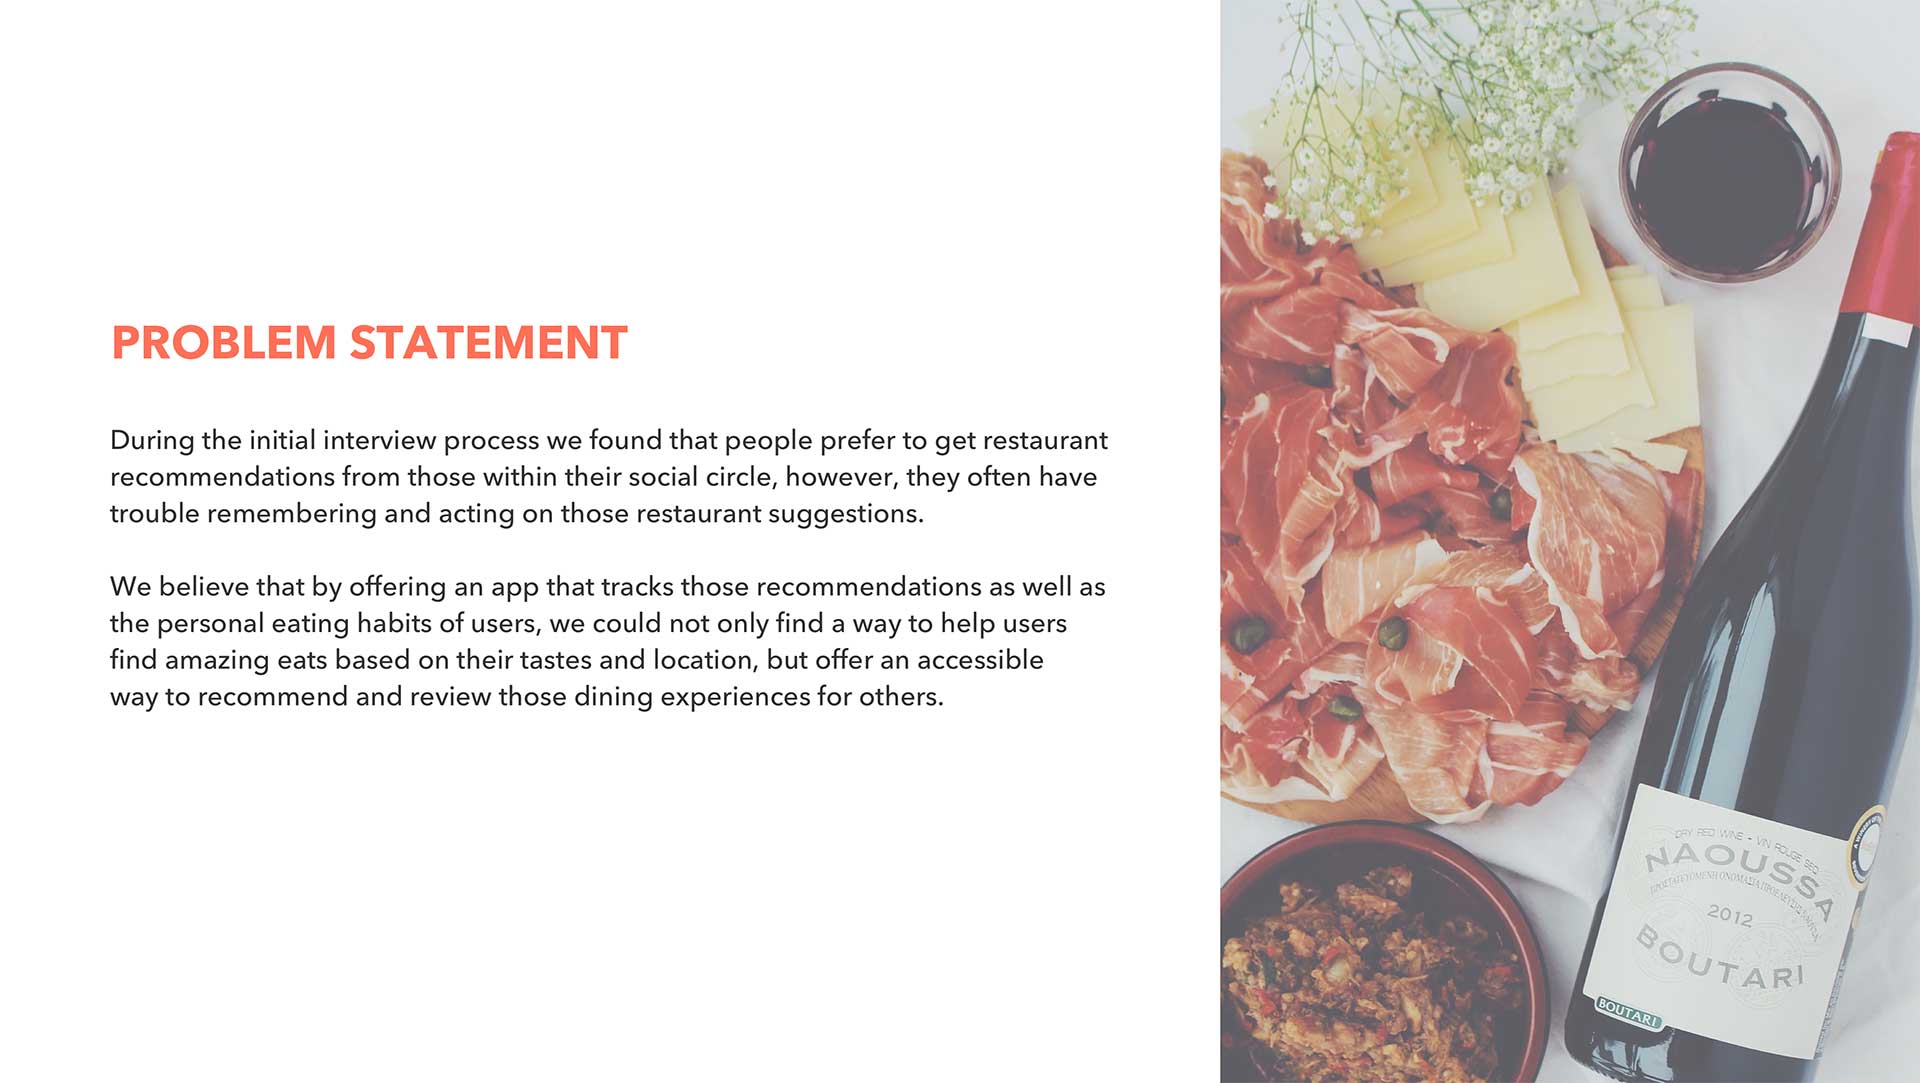 PROBLEM STATEMENT
During the initial interview process we found that people prefer to get restaurant
recommendations from those within their social circle, however, they often have
trouble remembering and acting on those restaurant suggestions.
We believe that by offering an app that tracks those recommendations as well as
the personal eating habits of users, we could not only find a way to help users
find amazing eats based on their tastes and location, but offer an accessible
way to recommend and review those dining experiences for others.
DRY RED WINE - VIN ROUGE SEC
NAOUSSA
2012
BOUTARI
BOUTARI